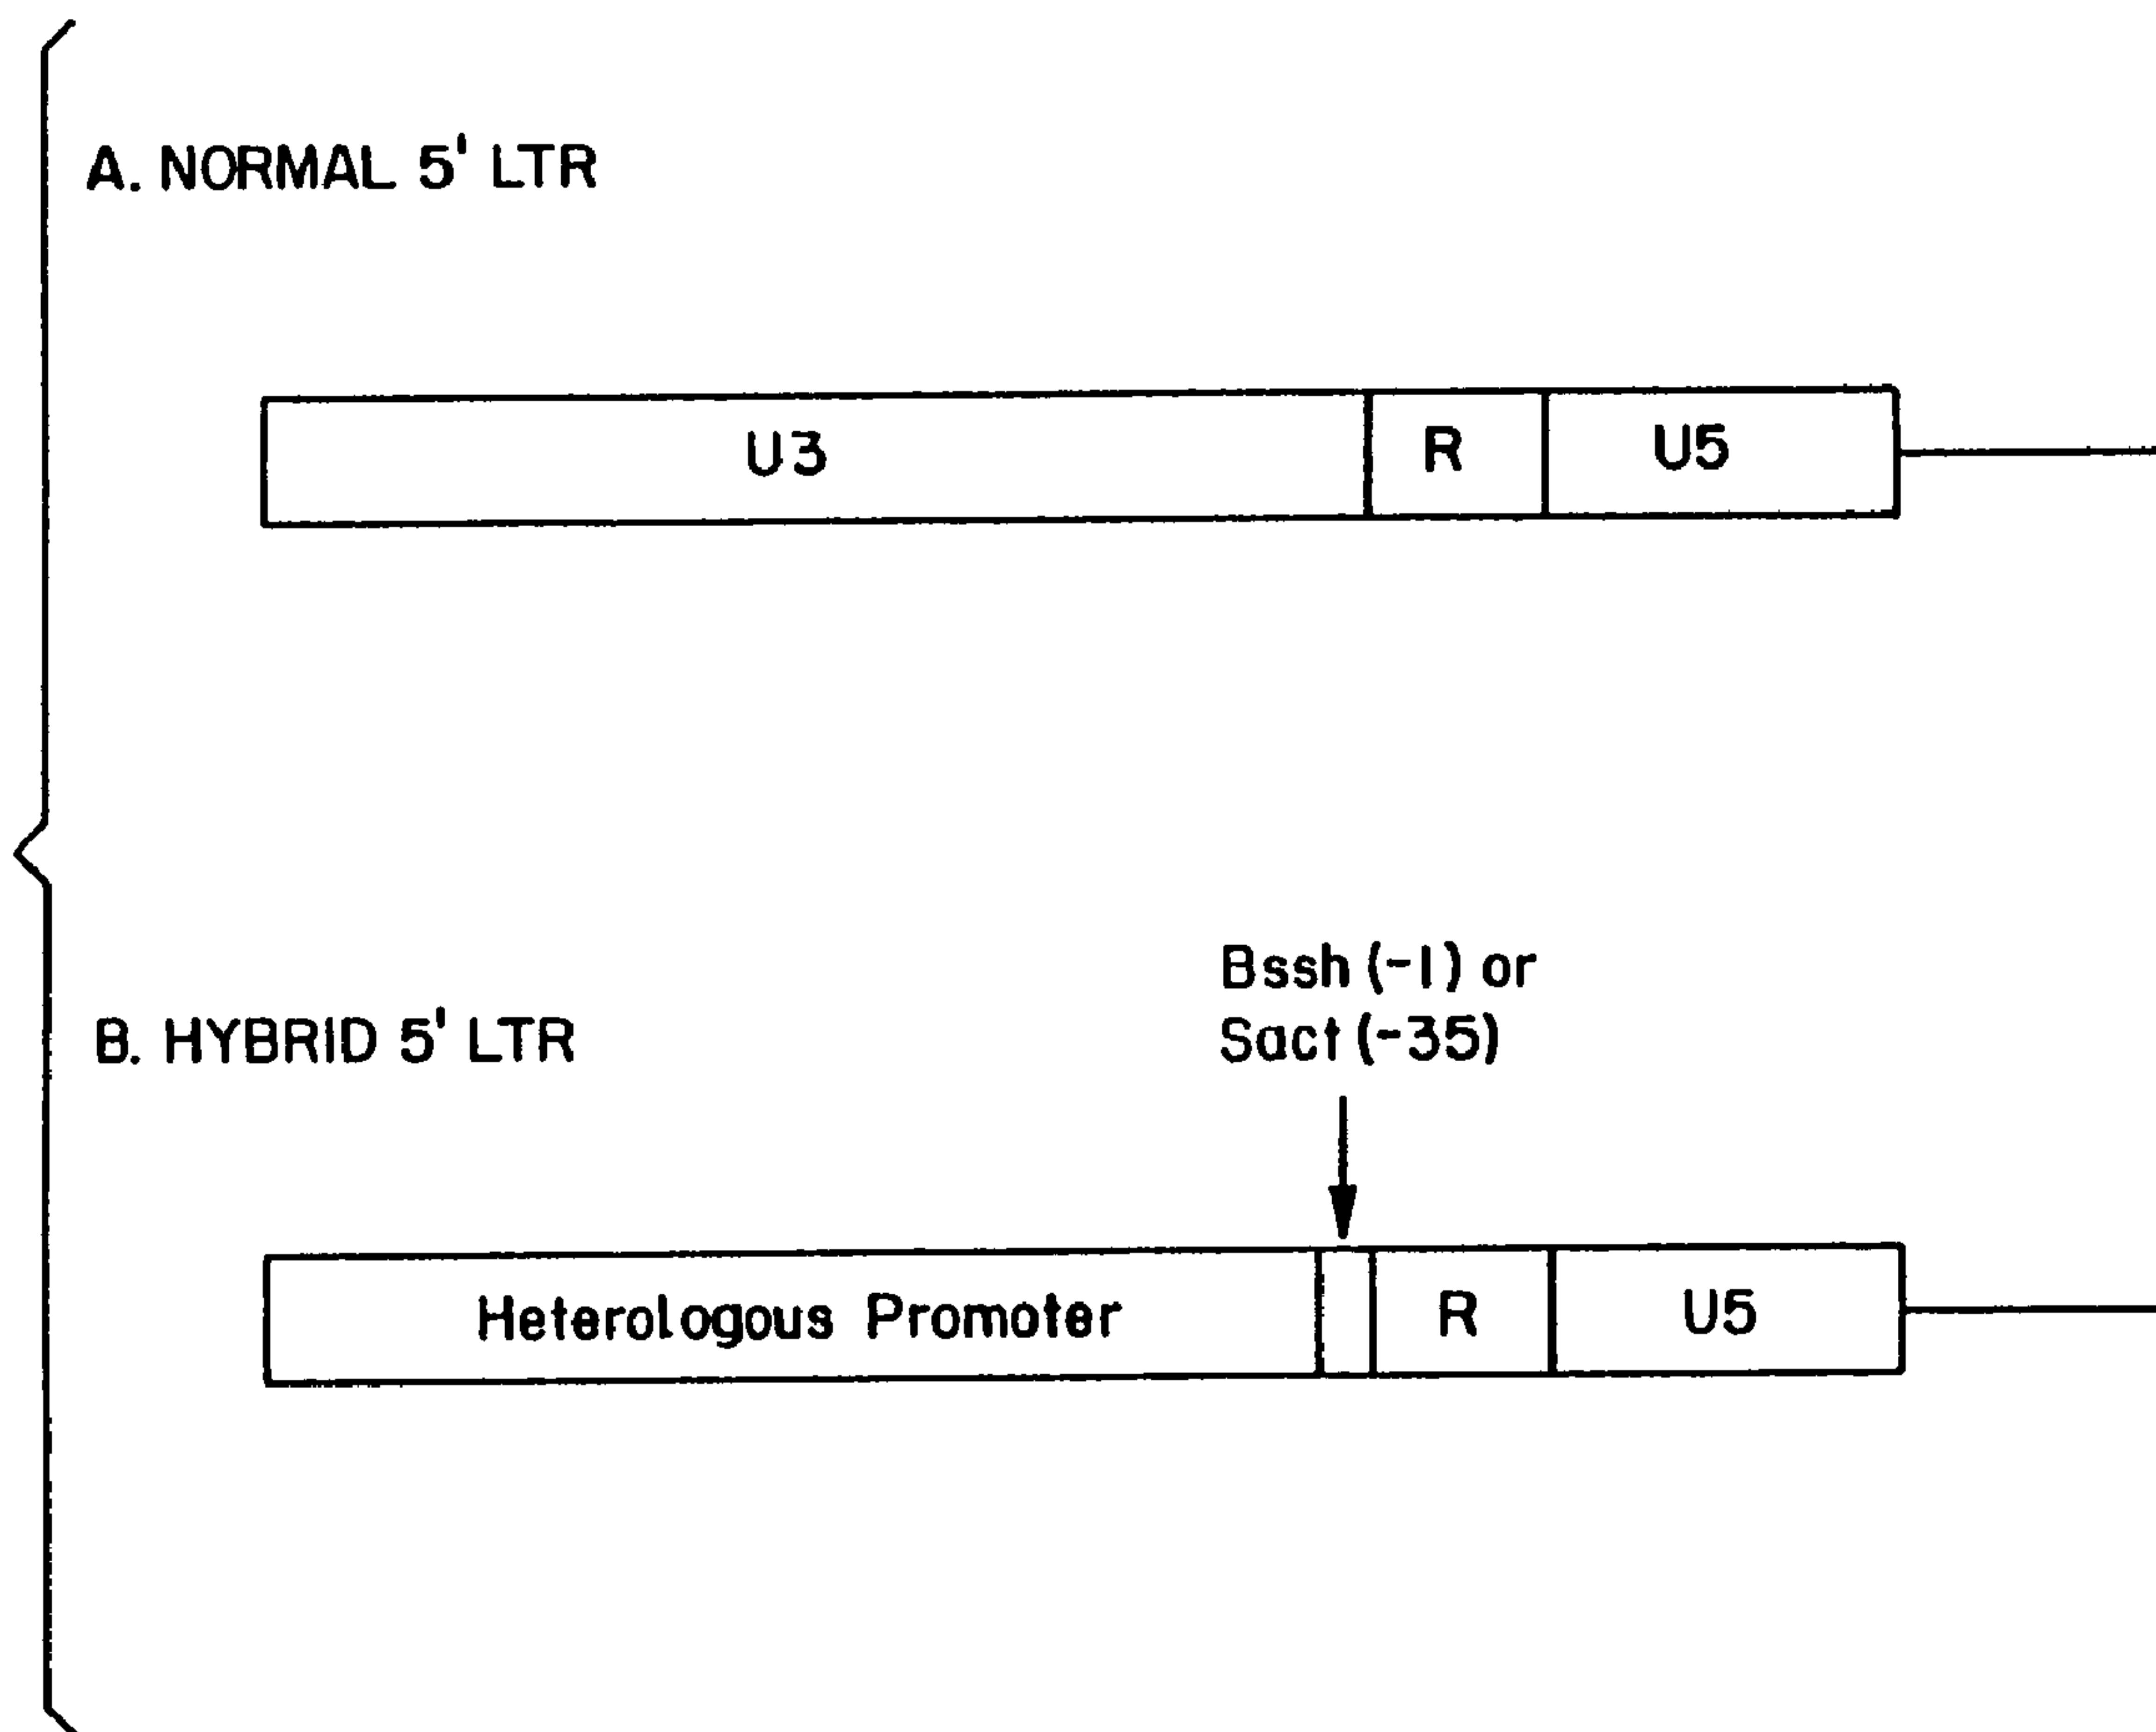 A. NORMAL 5' LTR
U3 R U5
Bssh (-1) or
Sact (-35)
B. HYBRID 5' LTR
Heterologous Promoter R U5